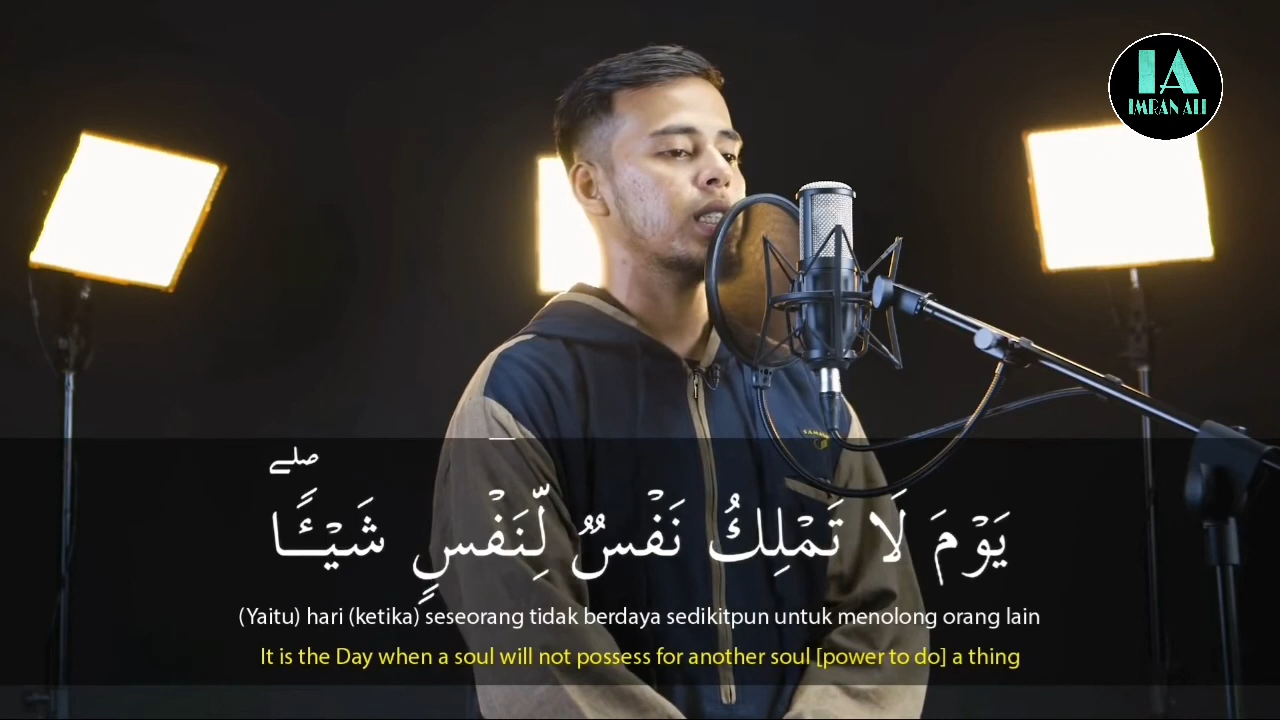 IA
IMRAN ALI
يَوۡمَ لَا تَمۡلِكُ نَفۡسٌ لِّنَفۡسٍ شَيۡـًٔاۖ
(Yaitu) hari (ketika) seseorang tidak berdaya sedikitpun untuk menolong orang lain
It is the Day when a soul will not possess for another soul [power to do] a thing